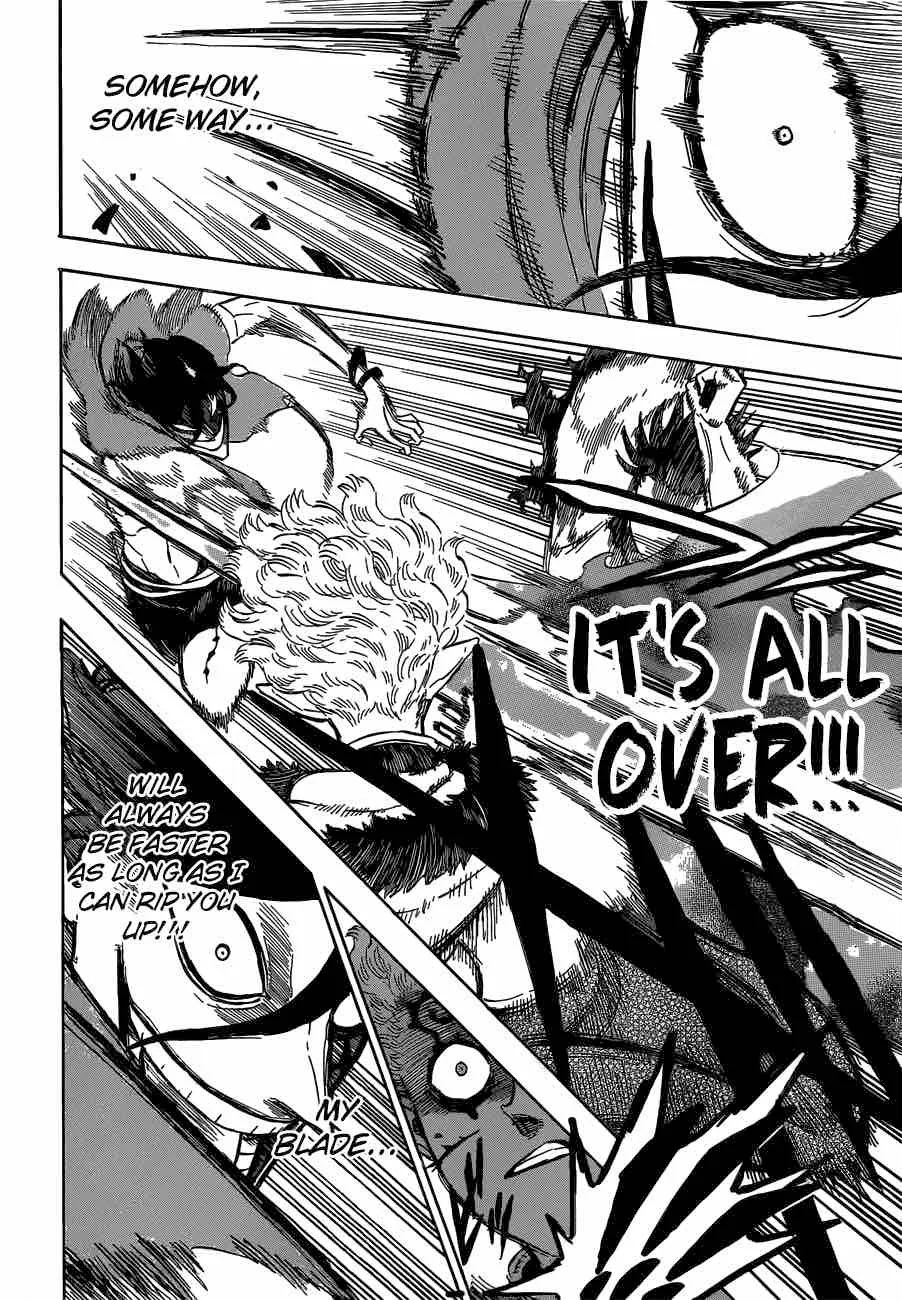 SOMEHOW,
SOME WAY...
IT'S ALL
OVER!!!
MY
BLADE...
WILL
ALWAYS
BE FASTER
AS LONG AS I
CAN RIP YOU
UP!!!